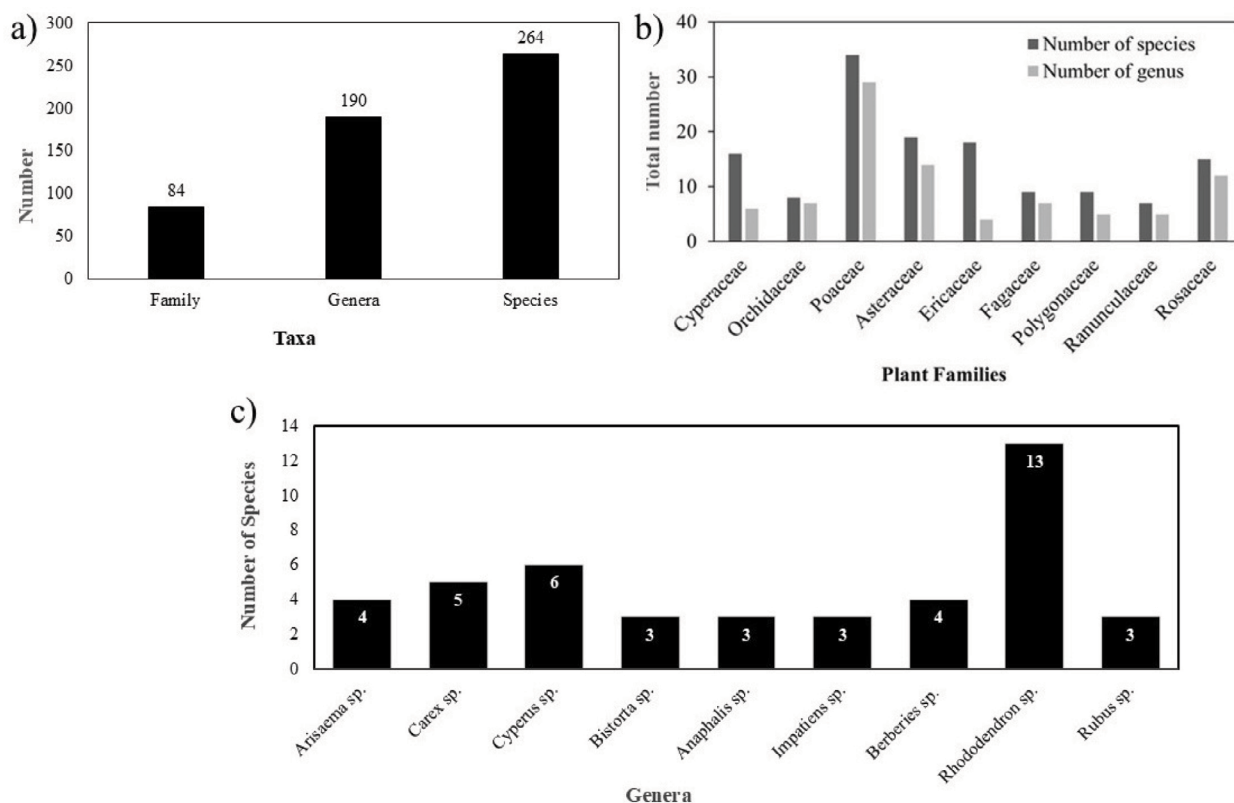 a)
300
250
200
150
100
50
0
Number
84
190
264
Family Genera Species
Taxa
b)
40
30
20
10
0
Total number
Number of species
Number of genus
Cyperaceae
Orchidaceae
Poaceae
Asteraceae
Ericaceae
Fagaceae
Polygonaceae
Ranunculaceae
Rosaceae
Plant Families
c)
14
12
10
8
6
4
2
0
Number of Species
4
5
6
3
3
3
4
13
3
Arisaema sp.
Carex sp.
Cyperus sp.
Bistorta sp.
Anaphalis sp.
Impatiens sp.
Berberies sp.
Rhododendron sp.
Rubus sp.
Genera